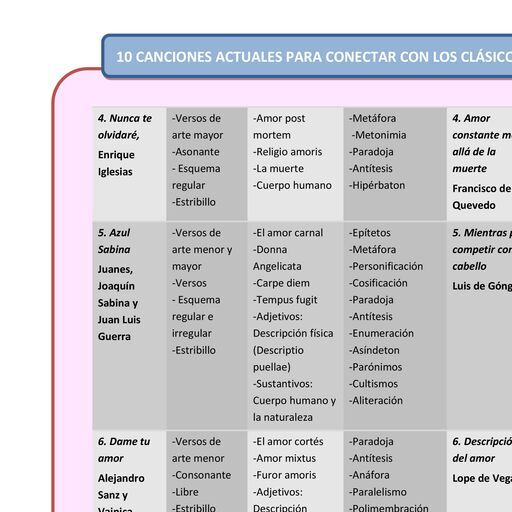 10 CANCIONES ACTUALES PARA CONECTAR CON LOS
4. Nunca te
olvidaré,
Enrique
Iglesias
-Versos de
arte mayor
-Asonante
- Esquema
regular
-Estribillo
-Amor post
mortem
-Religio amoris
-La muerte
-Cuerpo humano
-Metáfora
-Metonimia
-Paradoja
-Antítesis
-Hipérbaton
4. Amor
constante
allá de la
muerte
Francisco de
Quevedo
5. Azul
Sabina
Juanes,
Joaquín
Sabina y
Juan Luis
Guerra
-Versos de
arte menor y
mayor
-Versos
- Esquema
regular e
irregular
-Estribillo
-El amor carnal
-Donna
Angelicata
-Carpe diem
-Tempus fugit
-Adjetivos:
Descripción física
(Descriptio
puellae)
-Sustantivos:
Cuerpo humano y
la naturaleza
-Epítetos
-Metáfora
-Personificación
-Cosificación
-Paradoja
-Antítesis
-Enumeración
-Asíndeton
-Parónimos
-Cultismos
-Aliteración
5. Mientras
competir
cabello
Luis de
6. Dame tu
amor
Alejandro
Sanz y
-Versos de
arte menor
-Consonante
-Libre
-Estribillo
-El amor cortés
-Amor mixtus
-Furor amoris
-Adjetivos:
Descripción
-Paradoja
-Antítesis
-Anáfora
-Paralelismo
-Polimembración
6.
del amor
Lope de